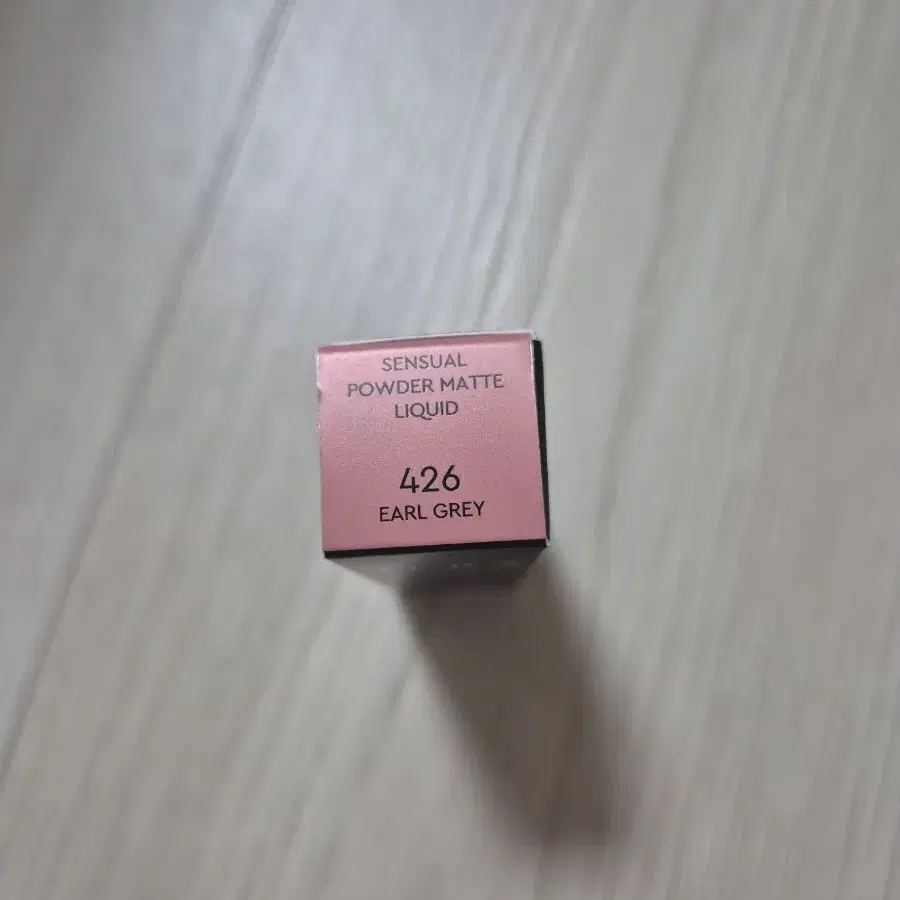 SENSUAL
POWDER MATTE
LIQUID
426
EARL GREY